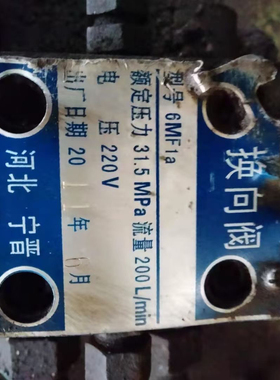 换向阀
型号 6MF1a
额定压力 31.5 MPa 流量 200 L/min
电压 220V
出厂日期 20 年 月
河北 宁晋